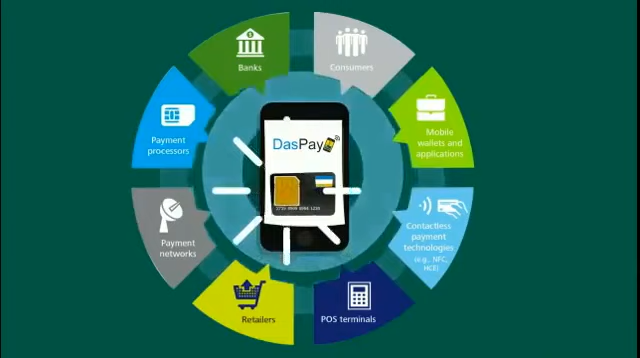 Banks
Consumers
Mobile
wallets and
applications
Contactless
payment
technologies
(e.g., NFC,
HCE)
POS terminals
Retailers
Payment
networks
Payment
processors
DasPay